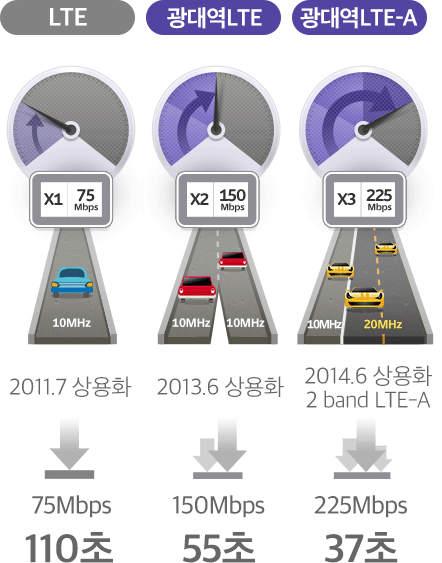 LTE
광대역LTE
광대역LTE-A
X1
75
Mbps
X2
150
Mbps
X3
225
Mbps
10MHz
10MHz
10MHz
10MHz
20MHz
2011.7 상용화
2013.6 상용화
2014.6 상용화
2 band LTE-A
75Mbps
150Mbps
225Mbps
110초
55초
37초